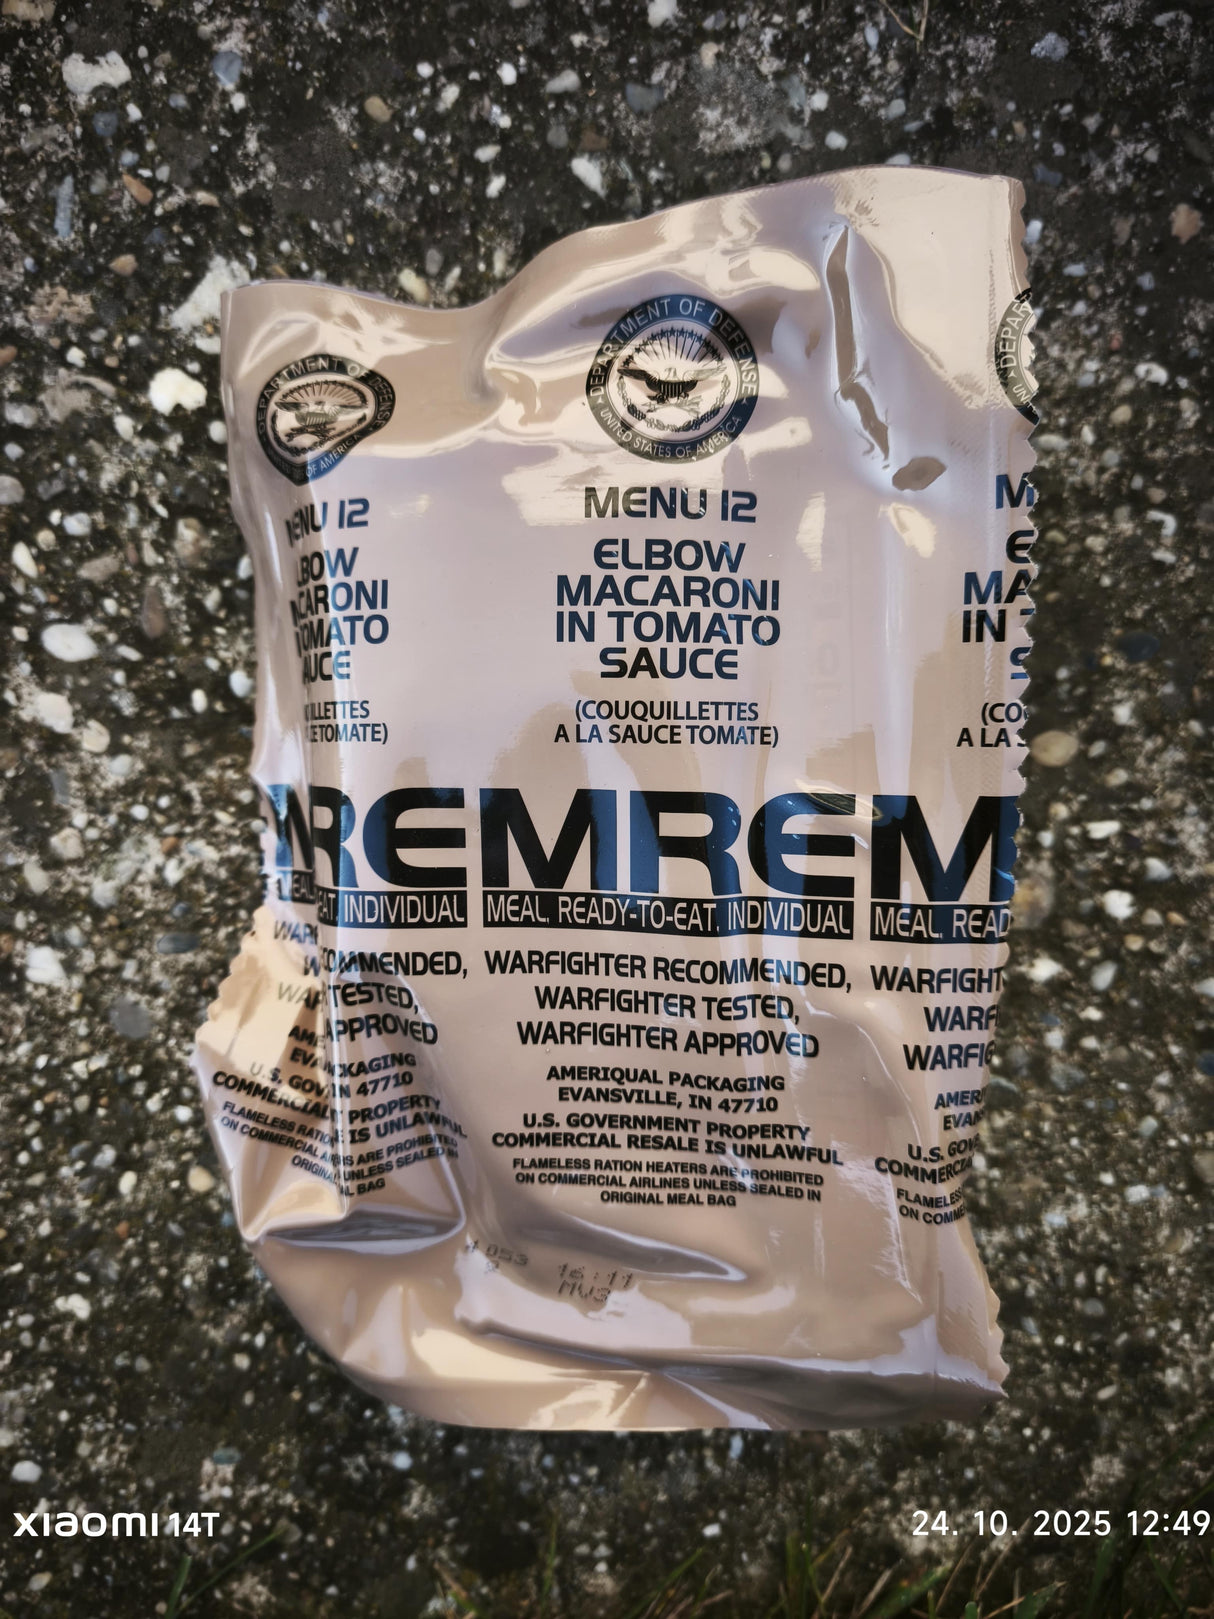 DEPARTMENT OF DEFENSE
UNITED STATES OF AMERICA
MENU 12
ELBOW
MACARONI
IN TOMATO
SAUCE
(COUQUILLETTES
A LA SAUCE TOMATE)
MRE
MEAL, READY-TO-EAT, INDIVIDUAL
WARFIGHTER RECOMMENDED,
WARFIGHTER TESTED,
WARFIGHTER APPROVED
AMERIQUAL PACKAGING
EVANSVILLE, IN 47710
U.S. GOVERNMENT PROPERTY
COMMERCIAL RESALE IS UNLAWFUL
FLAMELESS RATION HEATERS ARE PROHIBITED
ON COMMERCIAL AIRLINES UNLESS SEALED IN
ORIGINAL MEAL BAG
16:11
XIAOMI 14T
24. 10. 2025 12:49